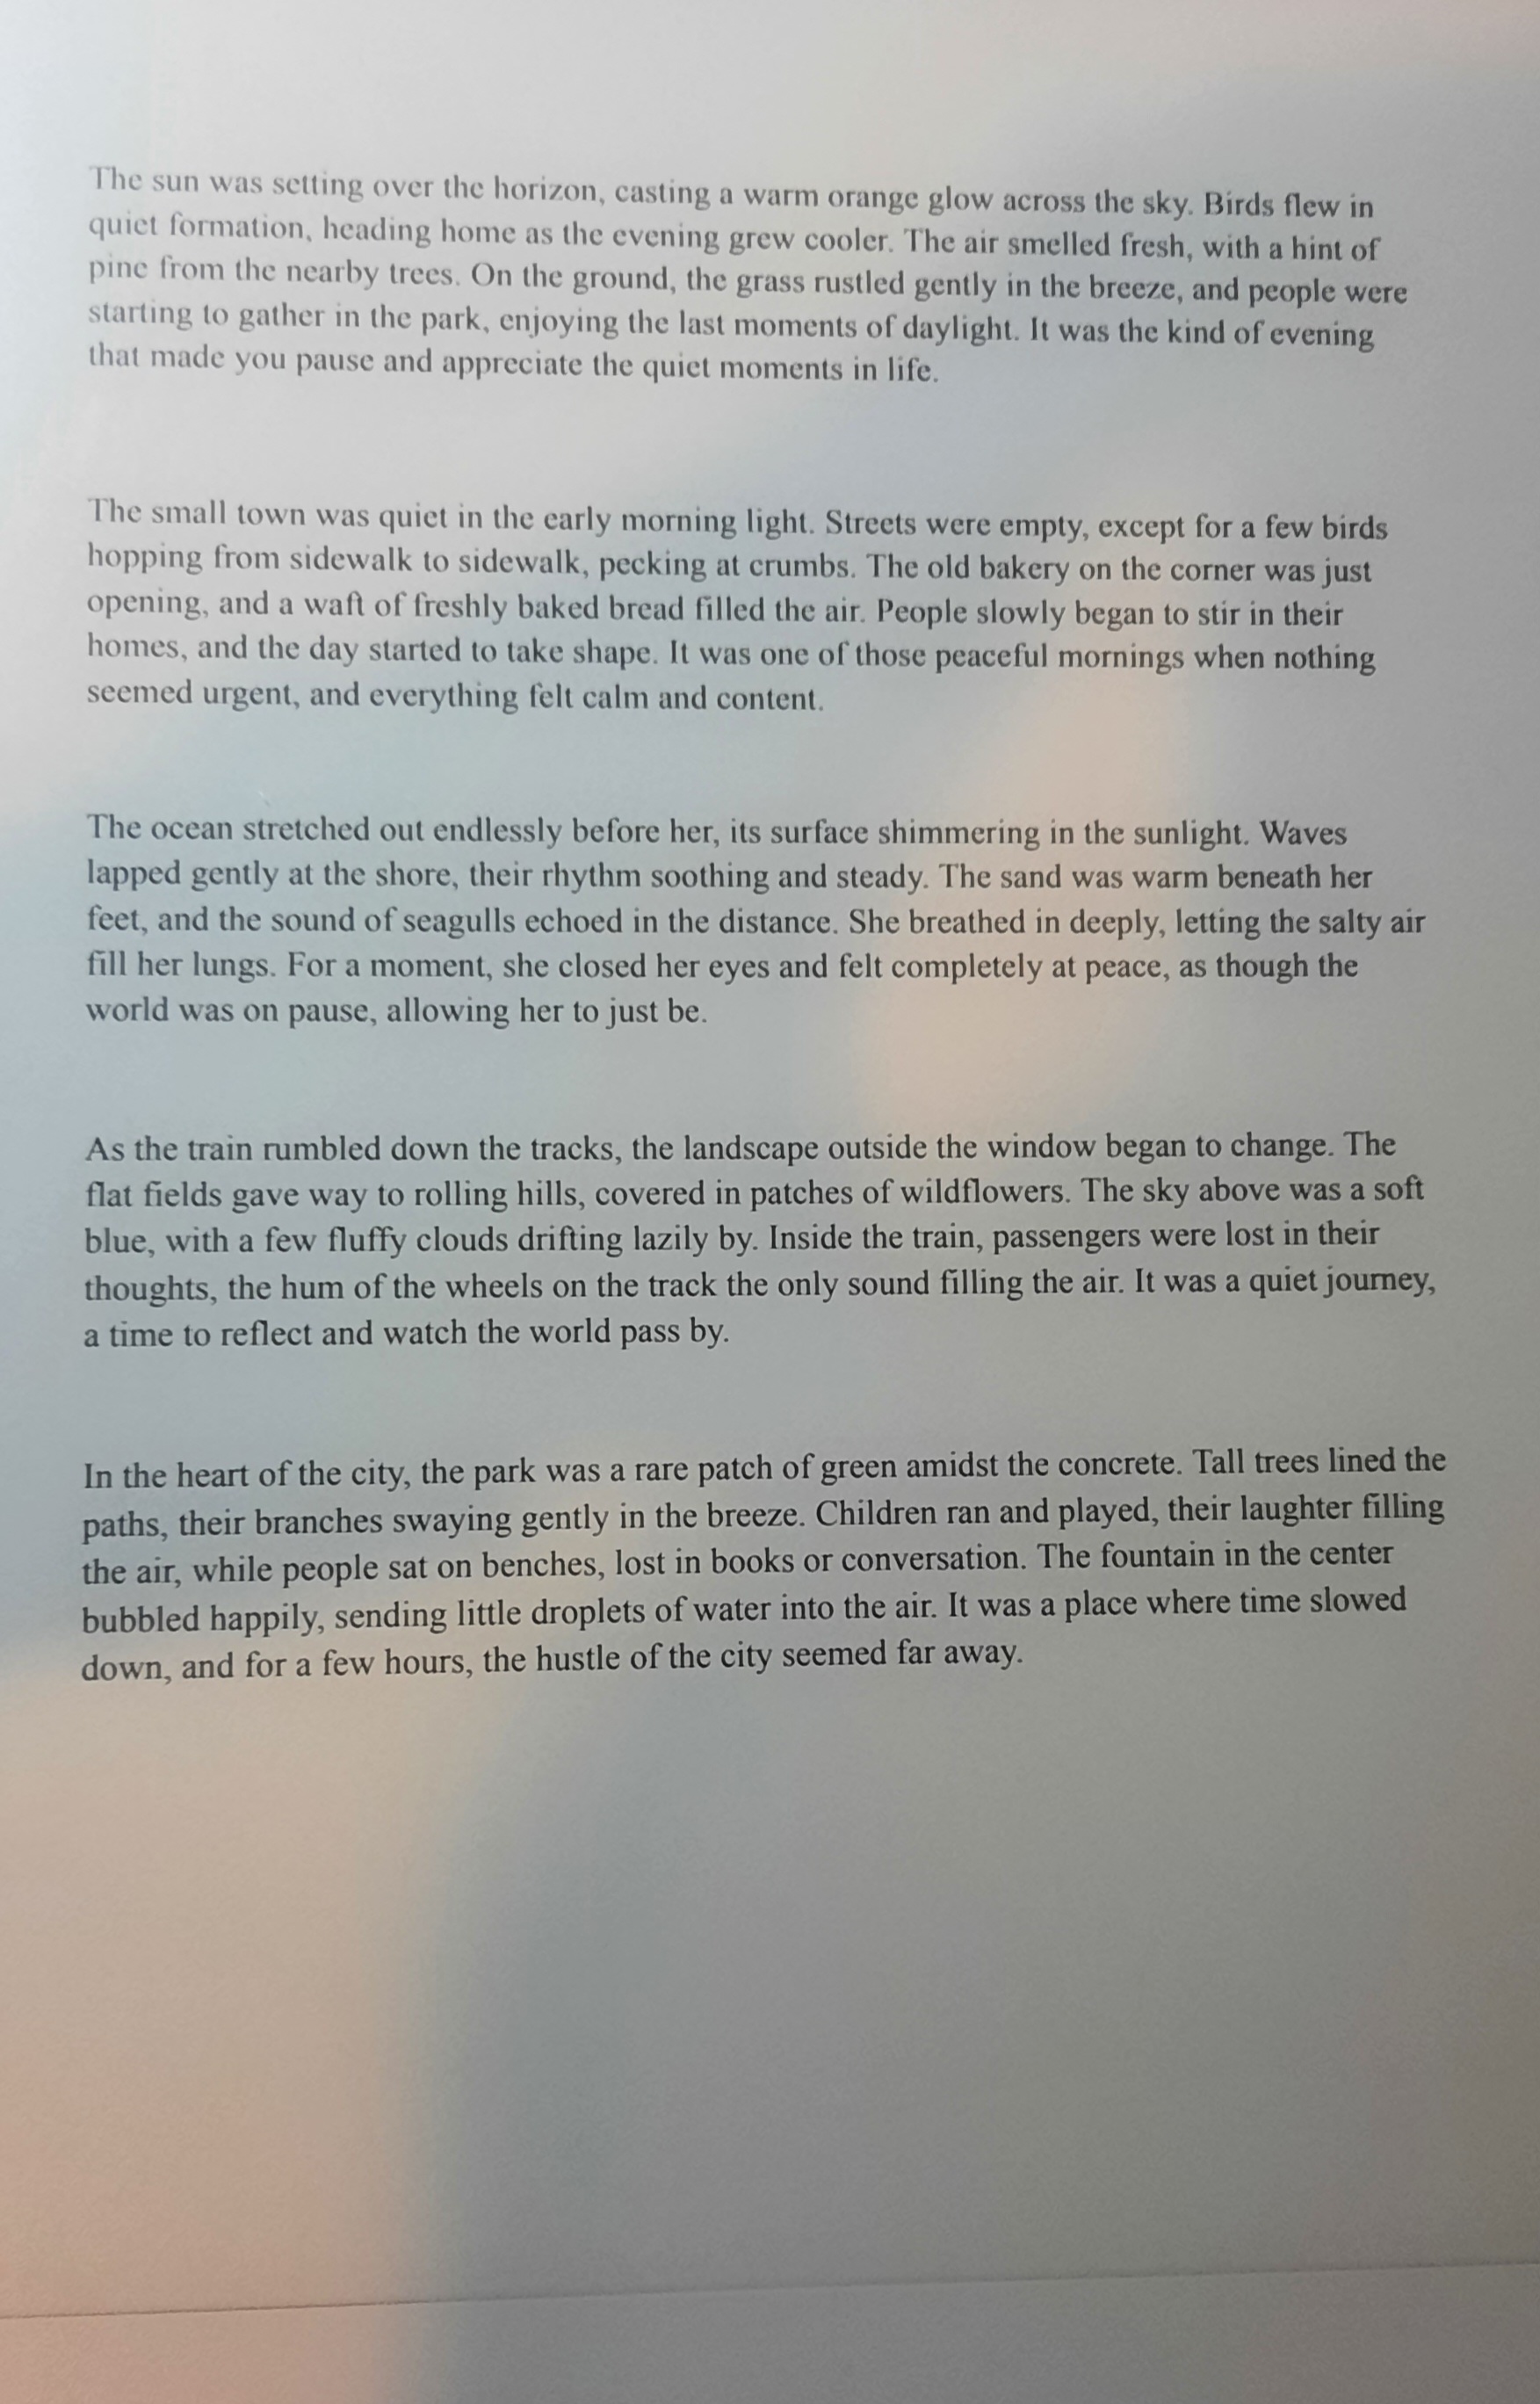 The sun was setting over the horizon, casting a warm orange glow across the sky. Birds flew in
quiet formation, heading home as the evening grew cooler. The air smelled fresh, with a hint of
pine from the nearby trees. On the ground, the grass rustled gently in the breeze, and people were
starting to gather in the park, enjoying the last moments of daylight. It was the kind of evening
that made you pause and appreciate the quiet moments in life.
The small town was quiet in the early morning light. Streets were empty, except for a few birds
hopping from sidewalk to sidewalk, pecking at crumbs. The old bakery on the corner was just
opening, and a waft of freshly baked bread filled the air. People slowly began to stir in their
homes, and the day started to take shape. It was one of those peaceful mornings when nothing
seemed urgent, and everything felt calm and content.
The ocean stretched out endlessly before her, its surface shimmering in the sunlight. Waves
lapped gently at the shore, their rhythm soothing and steady. The sand was warm beneath her
feet, and the sound of seagulls echoed in the distance. She breathed in deeply, letting the salty air
fill her lungs. For a moment, she closed her eyes and felt completely at peace, as though the
world was on pause, allowing her to just be.
As the train rumbled down the tracks, the landscape outside the window began to change. The
flat fields gave way to rolling hills, covered in patches of wildflowers. The sky above was a soft
blue, with a few fluffy clouds drifting lazily by. Inside the train, passengers were lost in their
thoughts, the hum of the wheels on the track the only sound filling the air. It was a quiet journey,
a time to reflect and watch the world pass by.
In the heart of the city, the park was a rare patch of green amidst the concrete. Tall trees lined the
paths, their branches swaying gently in the breeze. Children ran and played, their laughter filling
the air, while people sat on benches, lost in books or conversation. The fountain in the center
bubbled happily, sending little droplets of water into the air. It was a place where time slowed
down, and for a few hours, the hustle of the city seemed far away.